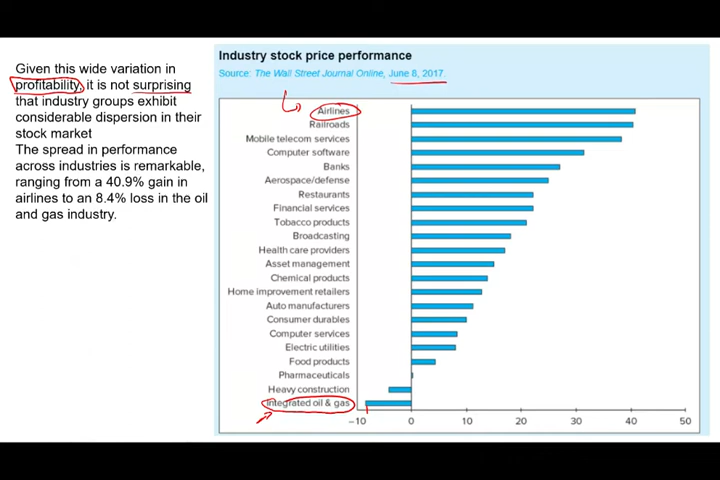 Given this wide variation in
profitability, it is not surprising
that industry groups exhibit
considerable dispersion in their
stock market
The spread in performance
across industries is remarkable,
ranging from a 40.9% gain in
airlines to an 8.4% loss in the oil
and gas industry.
Industry stock price performance
Source: The Wall Street Journal Online, June 8, 2017.
Airlines
Railroads
Mobile telecom services
Computer software
Banks
Aerospace/defense
Restaurants
Financial services
Tobacco products
Broadcasting
Health care providers
Asset management
Chemical products
Home improvement retailers
Auto manufacturers
Consumer durables
Computer services
Electric utilities
Food products
Pharmaceuticals
Heavy construction
Integrated oil & gas
−10 0 10 20 30 40 50